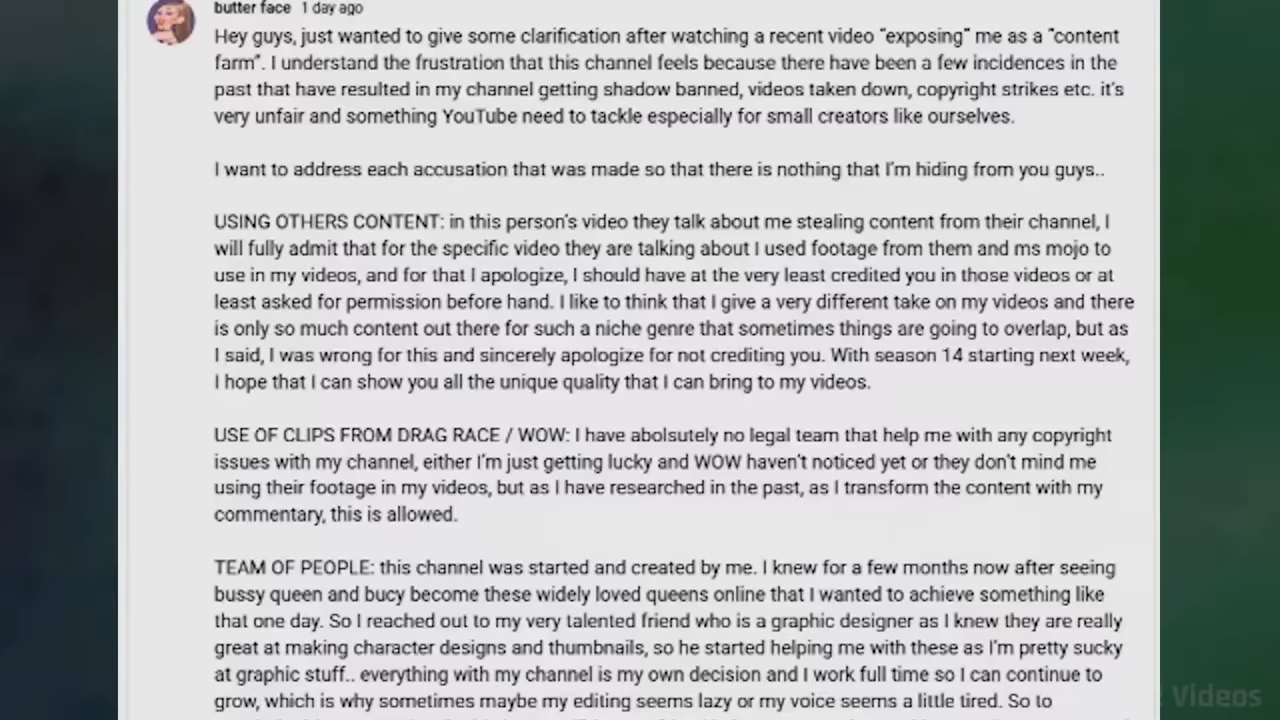 butter face 1 day ago
Hey guys, just wanted to give some clarification after watching a recent video “exposing” me as a “content
farm”. I understand the frustration that this channel feels because there have been a few incidences in the
past that have resulted in my channel getting shadow banned, videos taken down, copyright strikes etc. it's
very unfair and something YouTube need to tackle especially for small creators like ourselves.
I want to address each accusation that was made so that there is nothing that I'm hiding from you guys..
USING OTHERS CONTENT: in this person's video they talk about me stealing content from their channel, I
will fully admit that for the specific video they are talking about I used footage from them and ms mojo to
use in my videos, and for that I apologize, I should have at the very least credited you in those videos or at
least asked for permission before hand. I like to think that I give a very different take on my videos and there
is only so much content out there for such a niche genre that sometimes things are going to overlap, but as
I said, I was wrong for this and sincerely apologize for not crediting you. With season 14 starting next week,
I hope that I can show you all the unique quality that I can bring to my videos.
USE OF CLIPS FROM DRAG RACE / WOW: I have abolsutely no legal team that help me with any copyright
issues with my channel, either I'm just getting lucky and WOW haven't noticed yet or they don't mind me
using their footage in my videos, but as I have researched in the past, as I transform the content with my
commentary, this is allowed.
TEAM OF PEOPLE: this channel was started and created by me. I knew for a few months now after seeing
bussy queen and bucy become these widely loved queens online that I wanted to achieve something like
that one day. So I reached out to my very talented friend who is a graphic designer as I knew they are really
great at making character designs and thumbnails, so he started helping me with these as I'm pretty sucky
at graphic stuff.. everything with my channel is my own decision and I work full time so I can continue to
grow, which is why sometimes maybe my editing seems lazy or my voice seems a little tired. So to
Videos